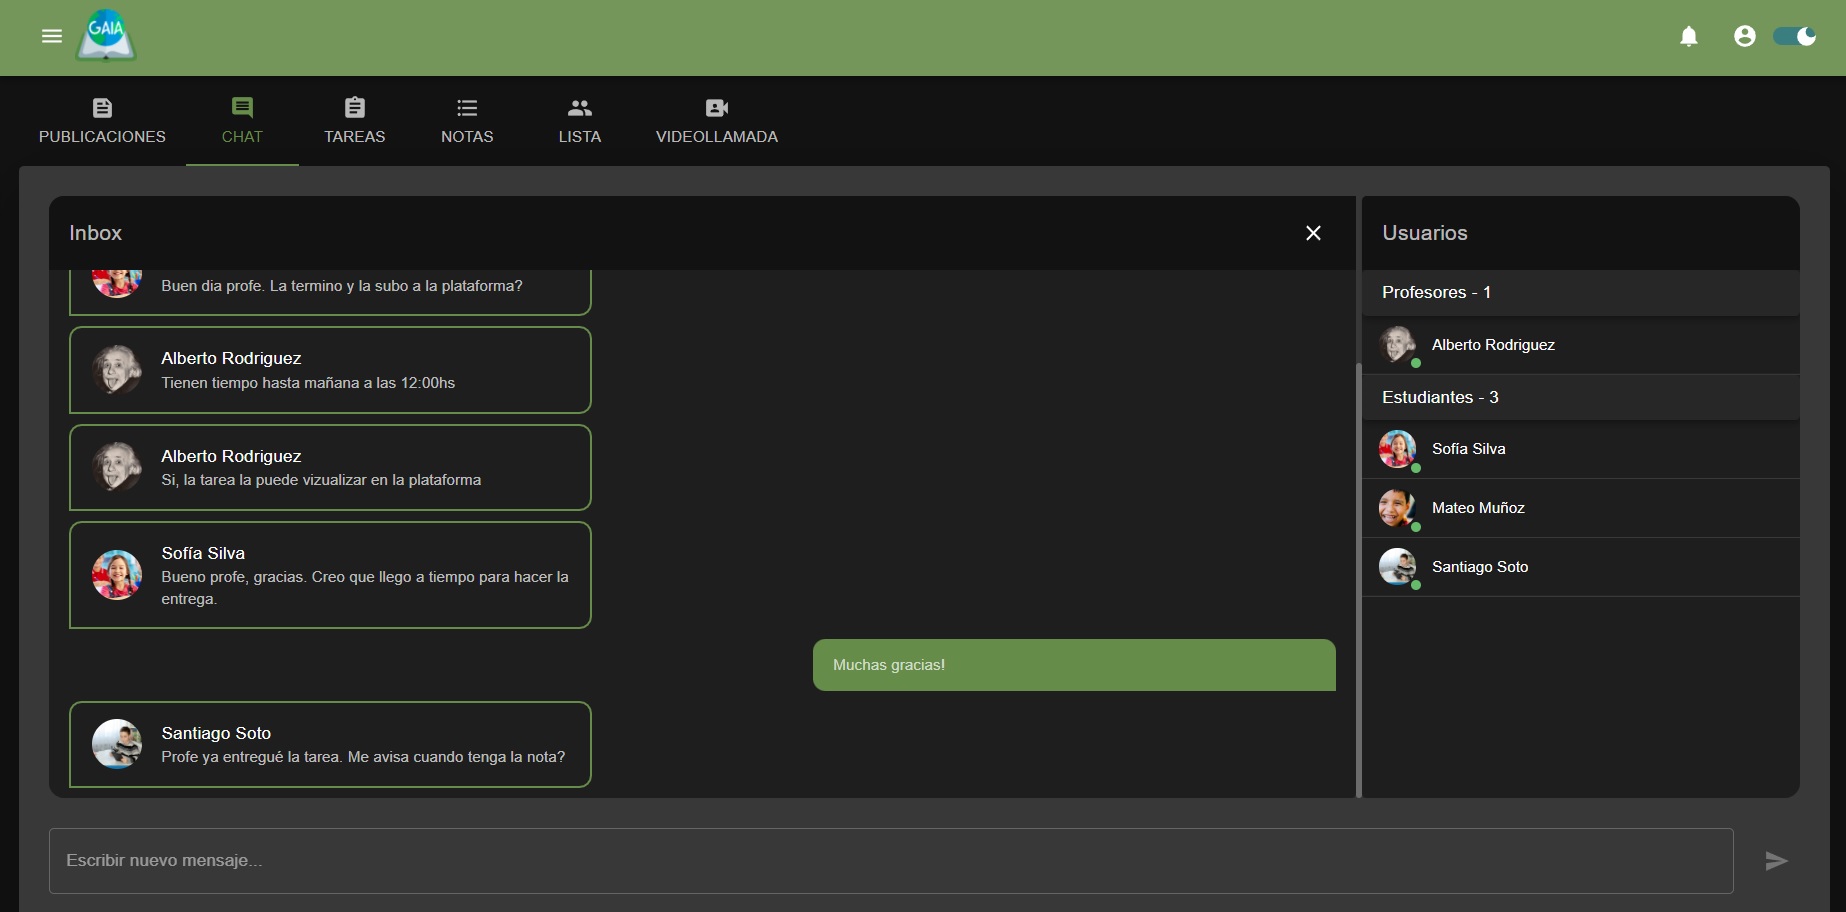 GAIA
PUBLICACIONES
CHAT
TAREAS
NOTAS
LISTA
VIDEOLLAMADA
Inbox
Buen dia profe. La termino y la subo a la plataforma?
Alberto Rodriguez
Tienen tiempo hasta mañana a las 12:00hs
Alberto Rodriguez
Si, la tarea la puede vizualizar en la plataforma
Sofía Silva
Bueno profe, gracias. Creo que llego a tiempo para hacer la
entrega.
Muchas gracias!
Santiago Soto
Profe ya entregué la tarea. Me avisa cuando tenga la nota?
Usuarios
Profesores - 1
Alberto Rodriguez
Estudiantes - 3
Sofía Silva
Mateo Muñoz
Santiago Soto
Escribir nuevo mensaje...